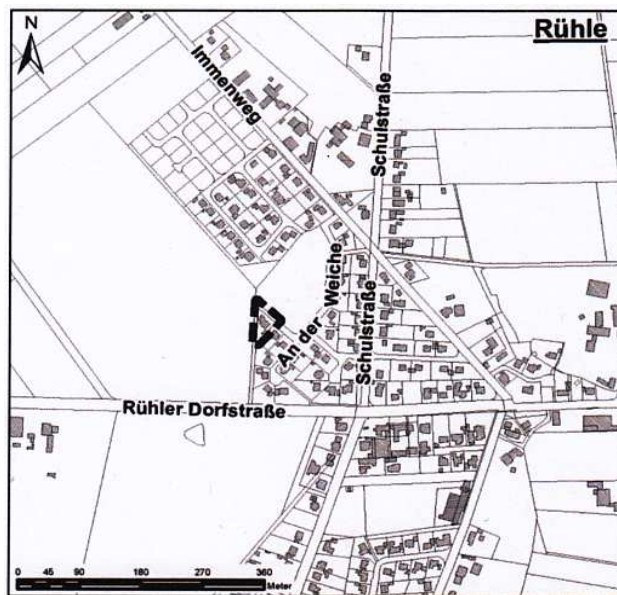 Rühle
N
Immenweg
Schulstraße
An der Weiche
Schulstraße
Rühler Dorfstraße
0 45 90 180 270 360
Meter